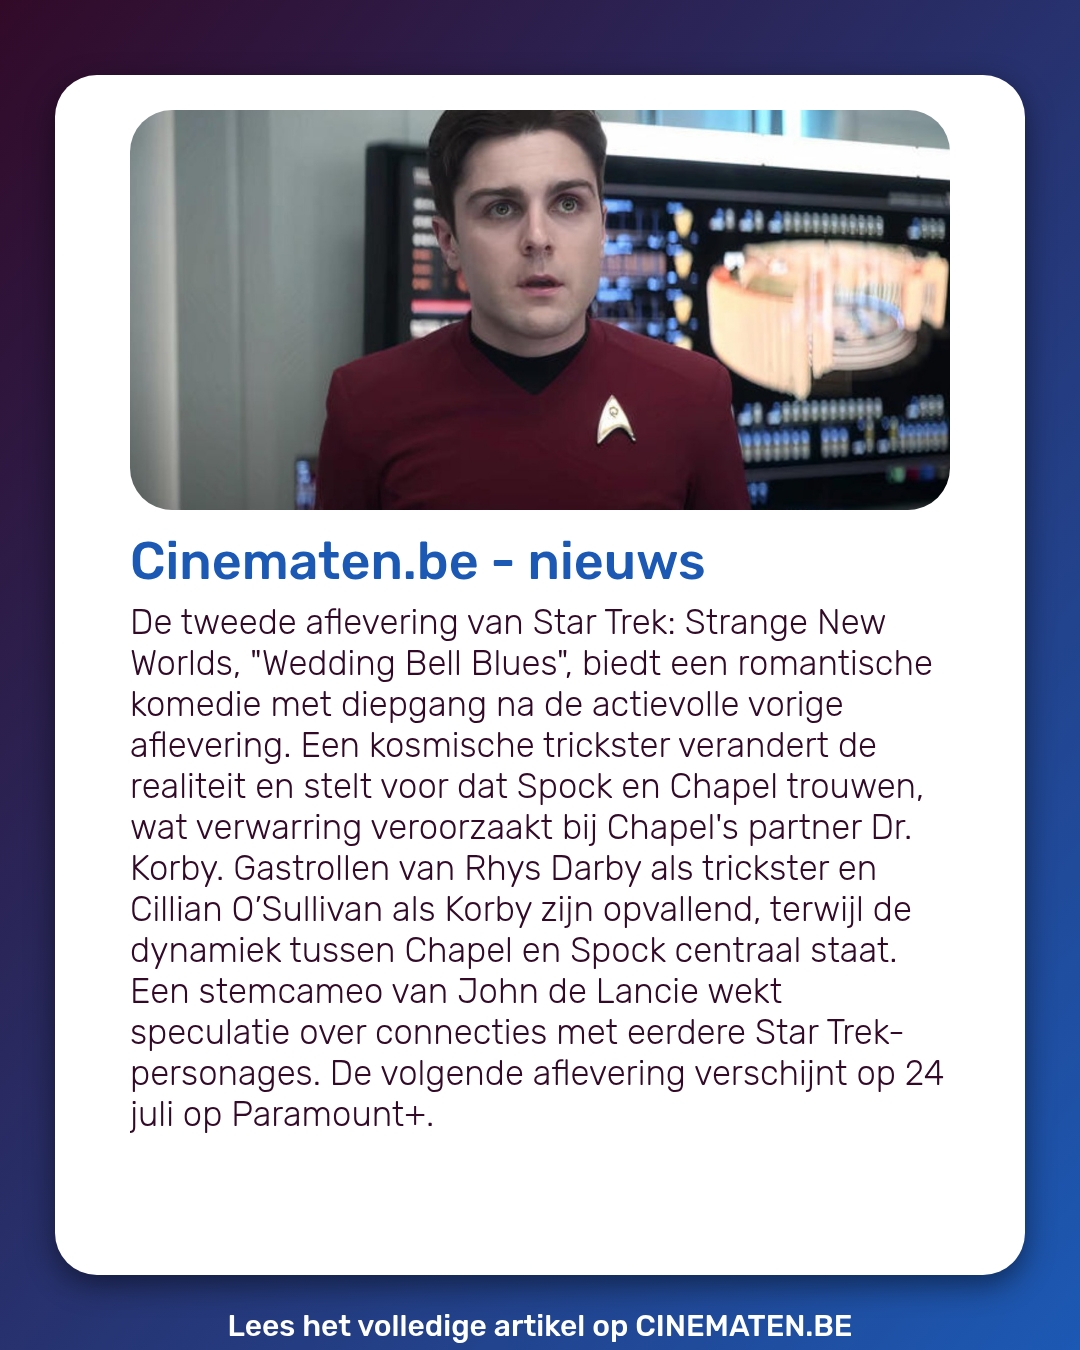 Cinematen.be - nieuws
De tweede aflevering van Star Trek: Strange New
Worlds, "Wedding Bell Blues", biedt een romantische
komedie met diepgang na de actievolle vorige
aflevering. Een kosmische trickster verandert de
realiteit en stelt voor dat Spock en Chapel trouwen,
wat verwarring veroorzaakt bij Chapel's partner Dr.
Korby. Gastrollen van Rhys Darby als trickster en
Cillian O’Sullivan als Korby zijn opvallend, terwijl de
dynamiek tussen Chapel en Spock centraal staat.
Een stemcameo van John de Lancie wekt
speculatie over connecties met eerdere Star Trek-
personages. De volgende aflevering verschijnt op 24
juli op Paramount+.
Lees het volledige artikel op CINEMATEN.BE